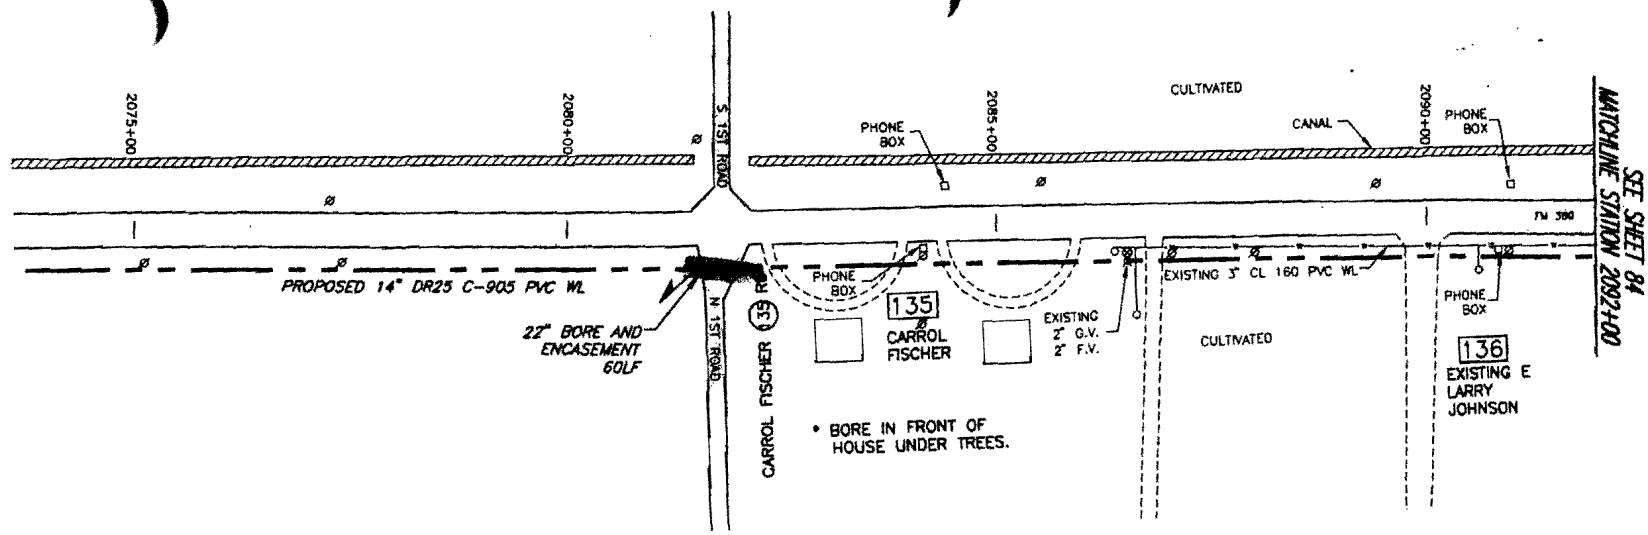 2075+00
2080+00
S 1ST ROAD
2085+00
CULTIVATED
2090+00
PHONE
BOX
CANAL
PHONE
BOX
MATCHLINE STATION 2092+00
SEE SHEET 84
FM 380
PROPOSED 14" DR25 C-905 PVC WL
22" BORE AND
ENCASEMENT
60LF
N 1ST ROAD
CARROL FISCHER 135
PHONE
BOX
135
CARROL
FISCHER
EXISTING
2" G.V.
2" F.V.
EXISTING 3" CL 160 PVC WL
CULTIVATED
PHONE
BOX
136
EXISTING E
LARRY
JOHNSON
* BORE IN FRONT OF
HOUSE UNDER TREES.